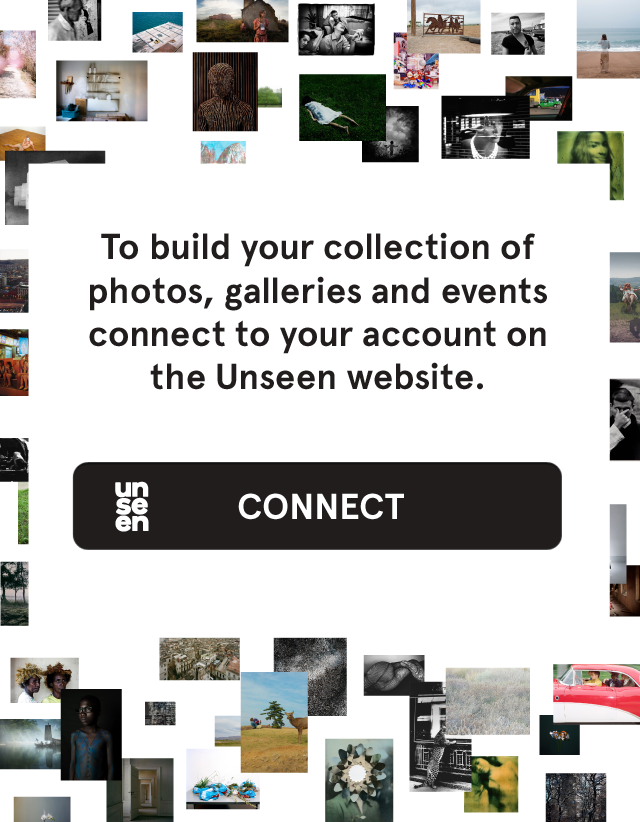 To build your collection of
photos, galleries and events
connect to your account on
the Unseen website.
un
se
en
CONNECT